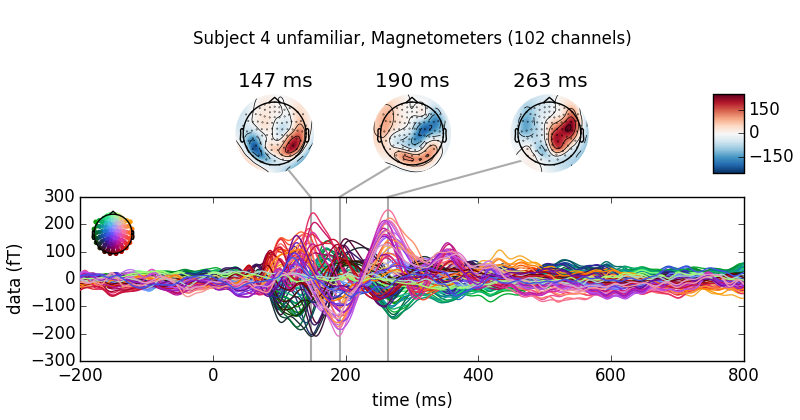 Subject 4 unfamiliar, Magnetometers (102 channels)
147 ms 190 ms 263 ms
150
0
−150
300
200
100
0
−100
−200
−300
data (fT)
−200 0 200 400 600 800
time (ms)